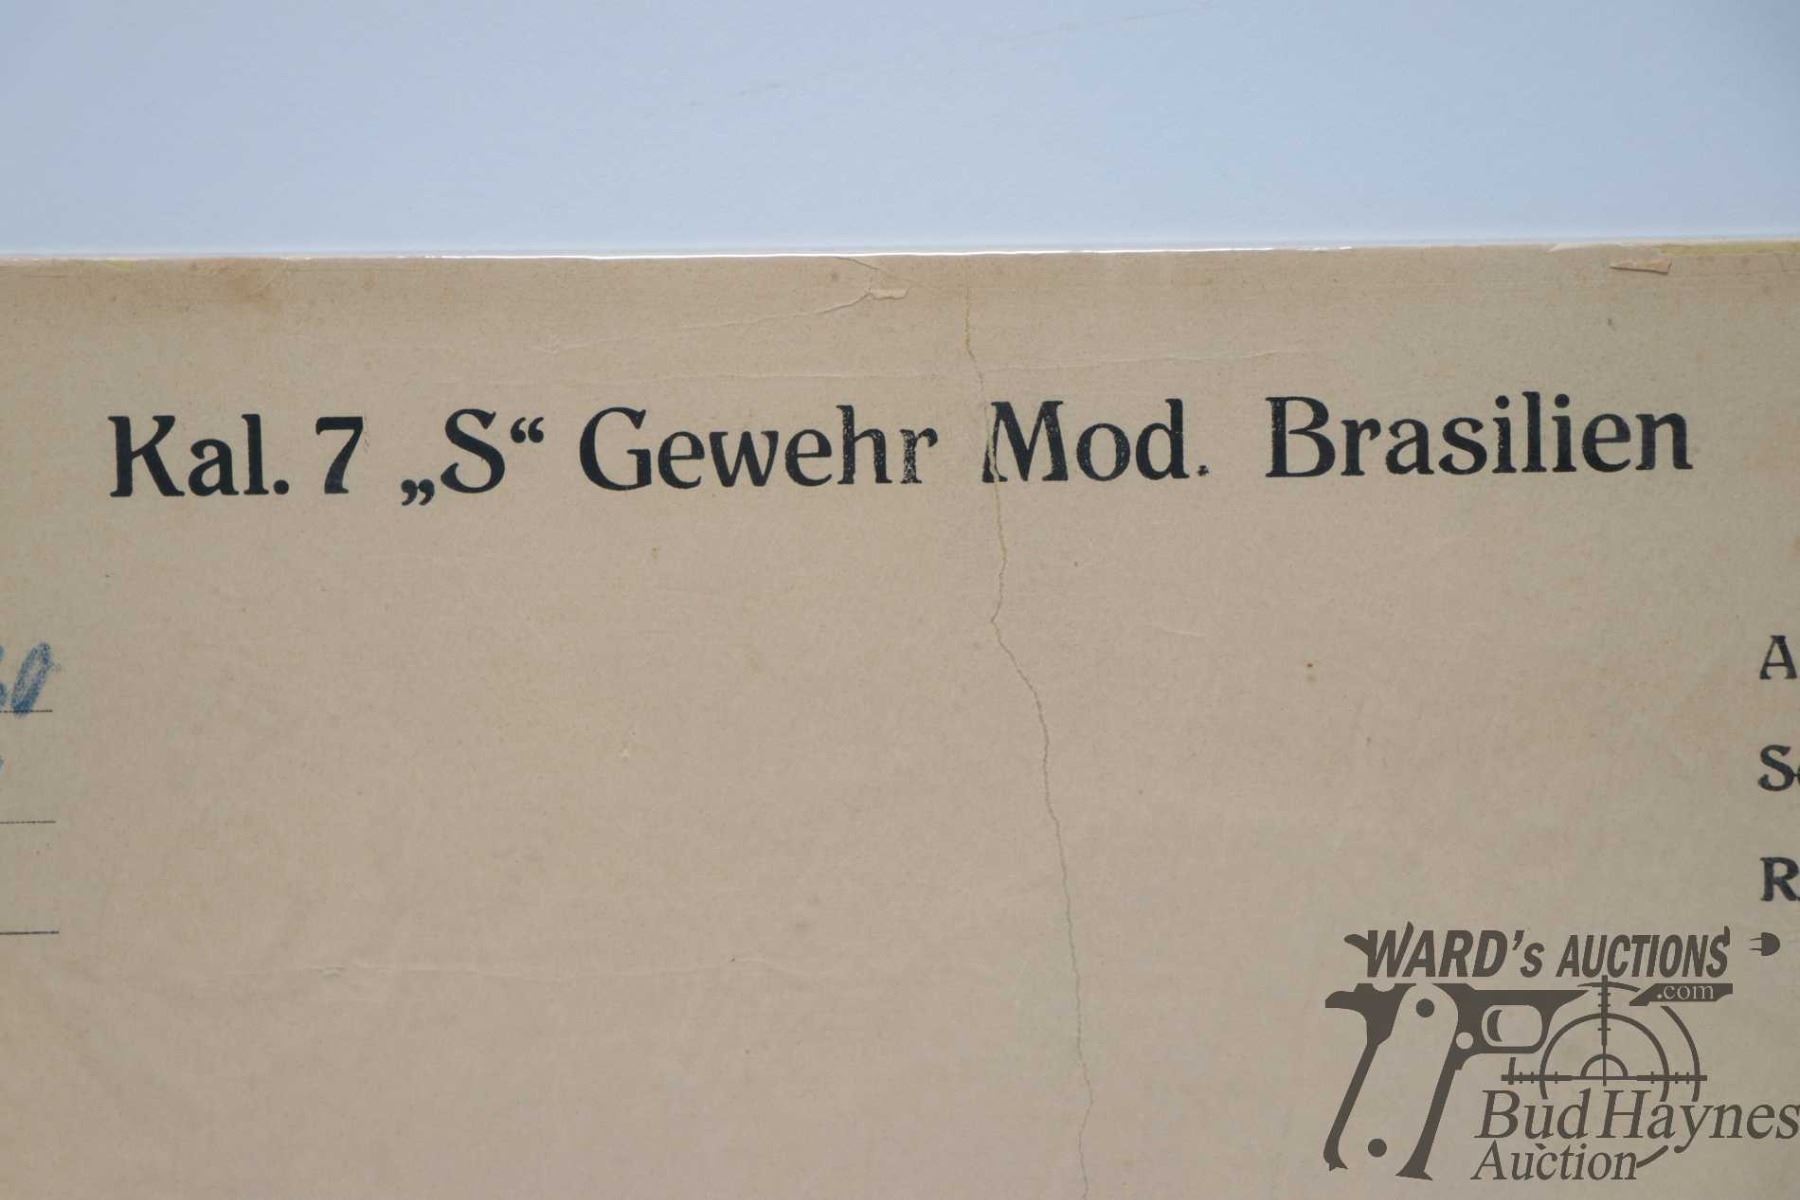 Kal. 7 „S“ Gewehr Mod. Brasilien
A
R
WARD's AUCTIONS
.com
Bud Haynes
Auction